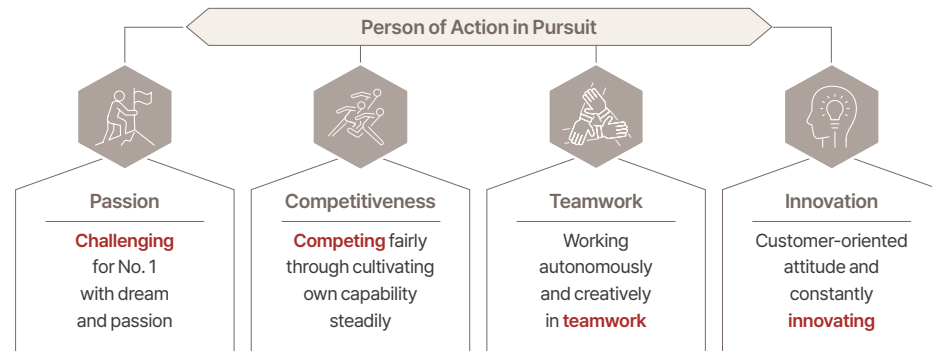 Person of Action in Pursuit
Passion
Challenging
for No. 1
with dream
and passion
Competitiveness
Competing fairly
through cultivating
own capability
steadily
Teamwork
Working
autonomously
and creatively
in teamwork
Innovation
Customer-oriented
attitude and
constantly
innovating